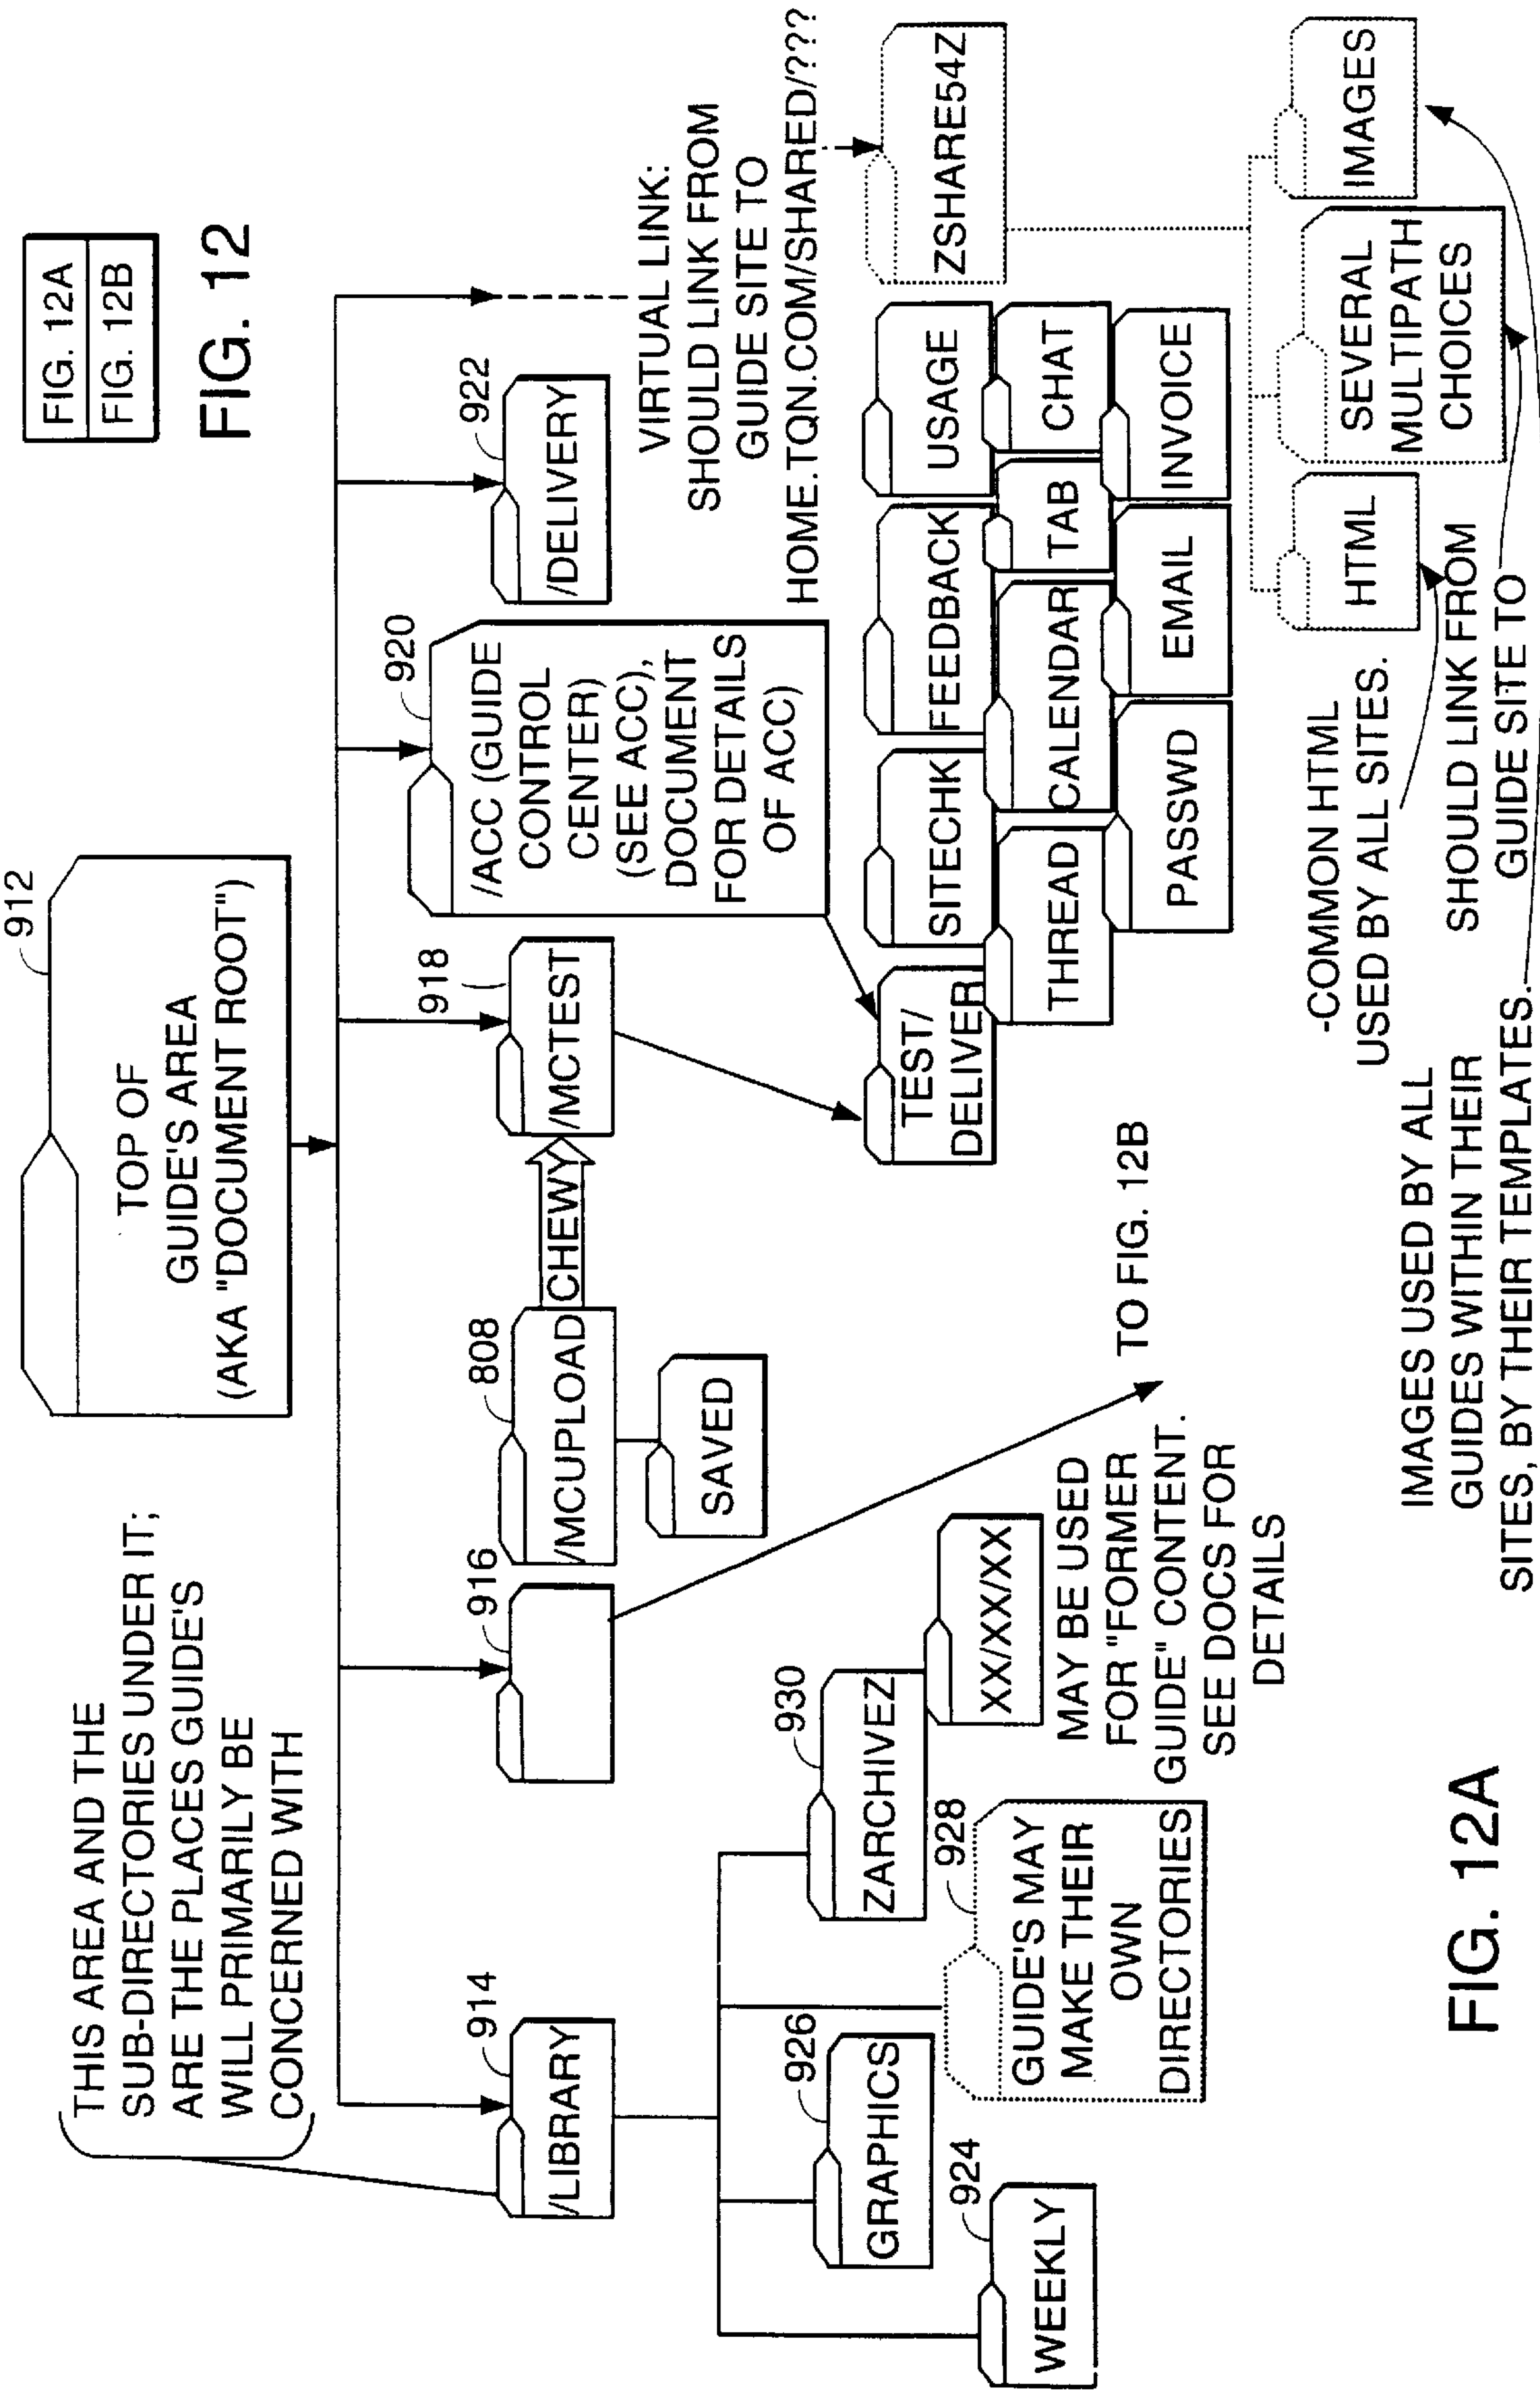 FIG. 12A
FIG. 12B
FIG. 12
912
TOP OF
GUIDE'S AREA
(AKA "DOCUMENT ROOT")
THIS AREA AND THE
SUB-DIRECTORIES UNDER IT;
ARE THE PLACES GUIDE'S
WILL PRIMARILY BE
CONCERNED WITH
914
/LIBRARY
916
808
/MCUPLOAD
CHEWY
SAVED
918
/MCTEST
920
/ACC (GUIDE
CONTROL
CENTER)
(SEE ACC),
DOCUMENT
FOR DETAILS
OF ACC)
922
/DELIVERY
VIRTUAL LINK:
SHOULD LINK FROM
GUIDE SITE TO
HOME.TQN.COM/SHARED/???
ZSHARE54Z
924
WEEKLY
926
GRAPHICS
928
GUIDE'S MAY
MAKE THEIR
OWN
DIRECTORIES
930
ZARCHIVEZ
XX/XX/XX
MAY BE USED
FOR "FORMER
GUIDE" CONTENT.
SEE DOCS FOR
DETAILS
TO FIG. 12B
TEST/
DELIVER
SITECHK
FEEDBACK
USAGE
THREAD
CALENDAR
TAB
CHAT
PASSWD
EMAIL
INVOICE
HTML
SEVERAL
MULTIPATH
CHOICES
IMAGES
-COMMON HTML
USED BY ALL SITES.
SHOULD LINK FROM
GUIDE SITE TO
IMAGES USED BY ALL
GUIDES WITHIN THEIR
SITES, BY THEIR TEMPLATES.
FIG. 12A